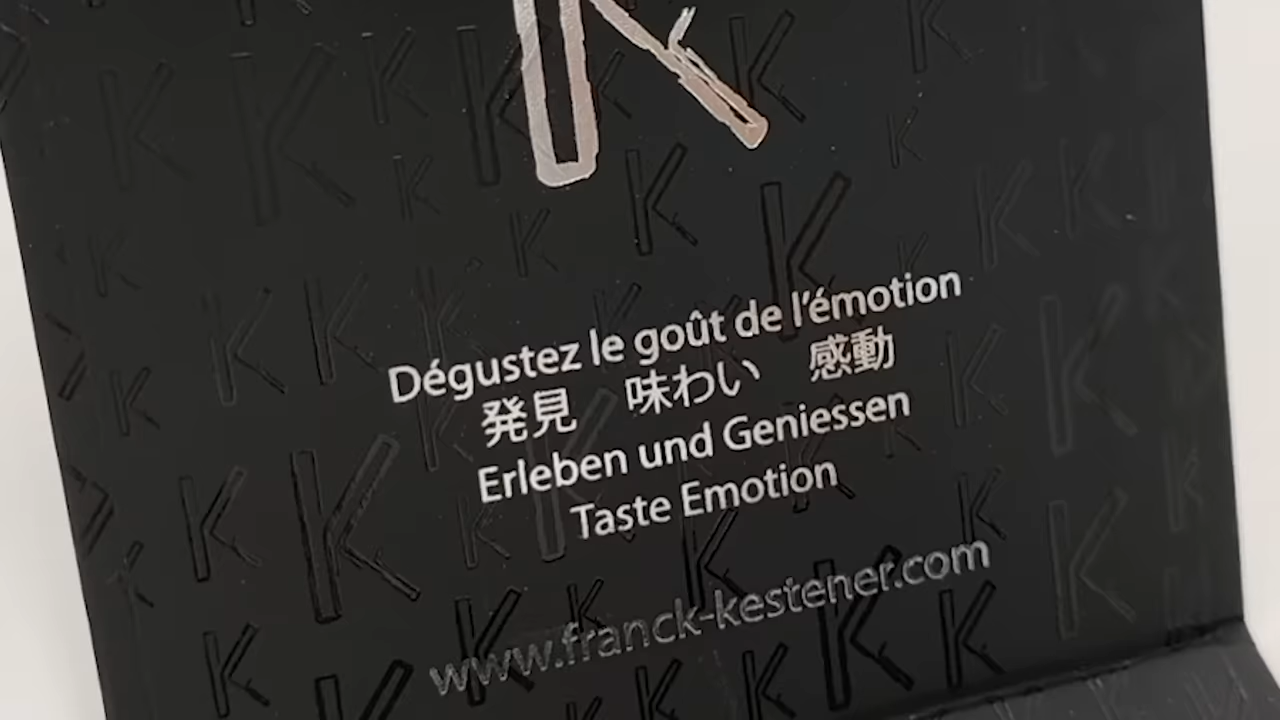 K
Dégustez le goût de l'émotion
発見 味わい 感動
Erleben und Geniessen
Taste Emotion
www.franck-kestener.com